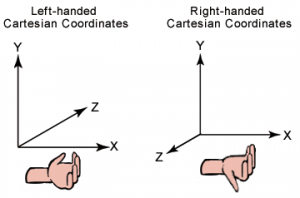 Left-handed
Cartesian Coordinates
Y
Z
X
Right-handed
Cartesian Coordinates
Y
X
Z